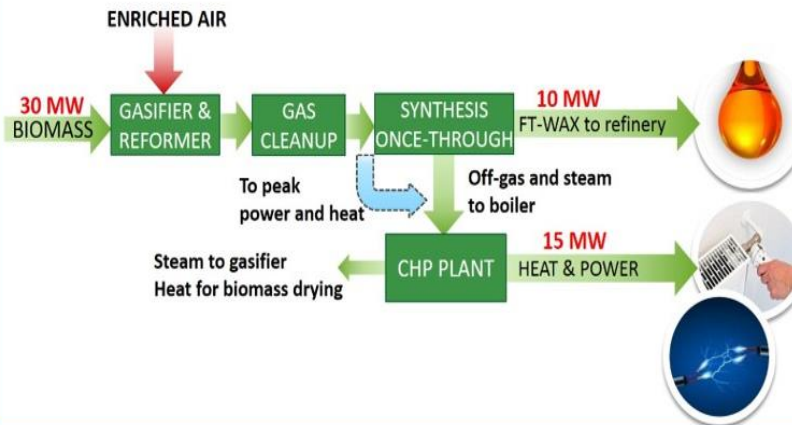 ENRICHED AIR
30 MW
BIOMASS
GASIFIER &
REFORMER
GAS
CLEANUP
SYNTHESIS
ONCE-THROUGH
10 MW
FT-WAX to refinery
To peak
power and heat
Off-gas and steam
to boiler
Steam to gasifier
Heat for biomass drying
CHP PLANT
15 MW
HEAT & POWER